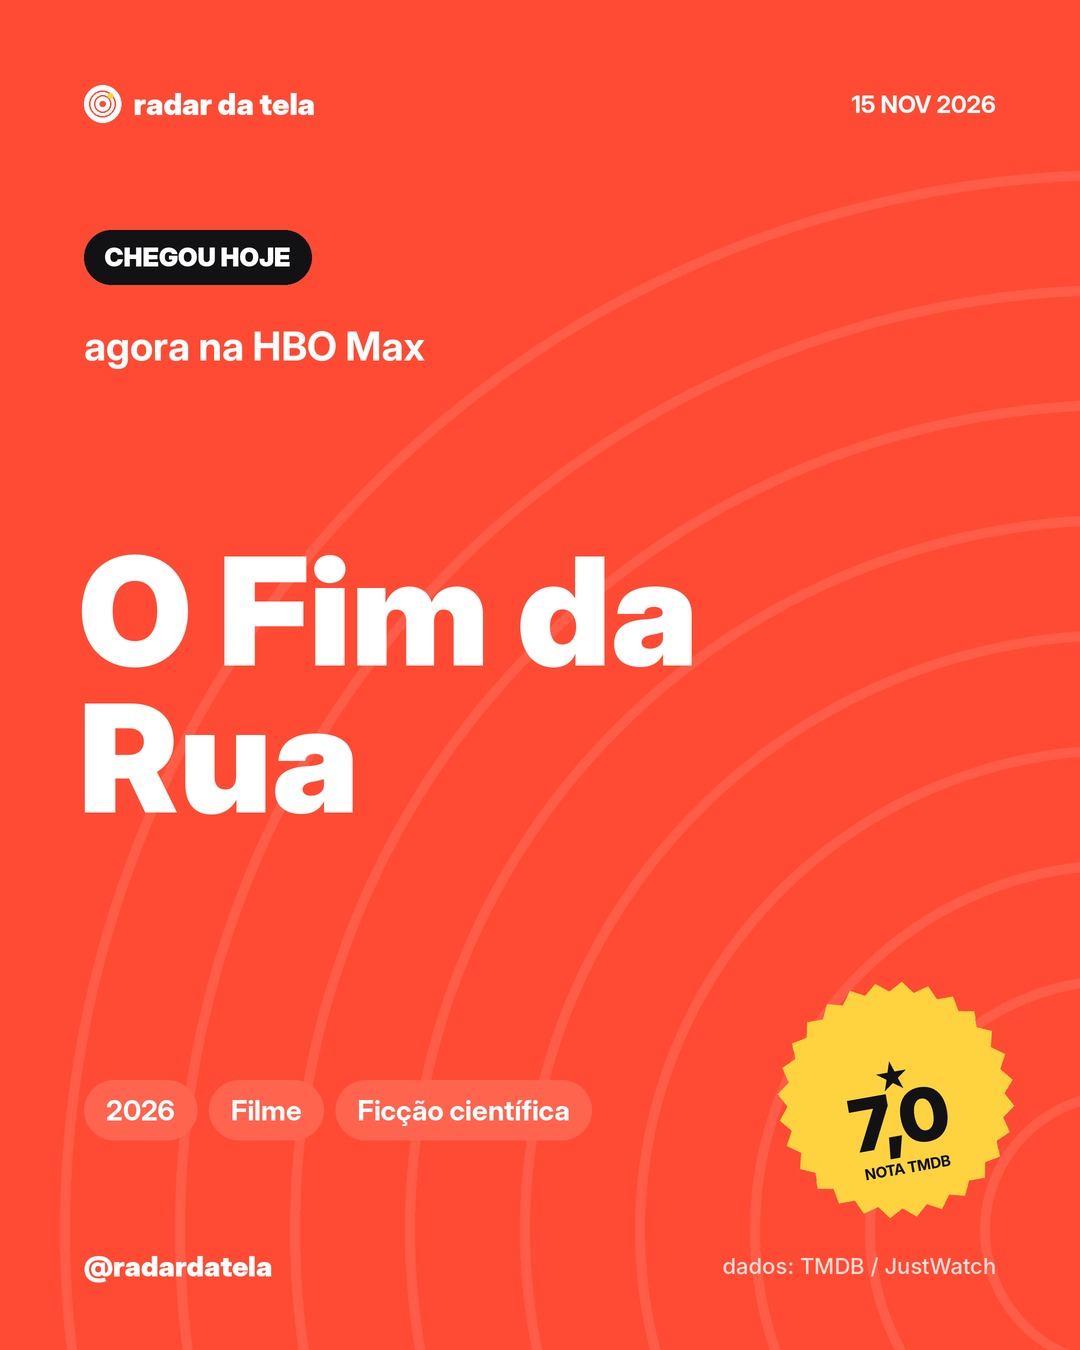 radar da tela
15 NOV 2026
CHEGOU HOJE
agora na HBO Max
O Fim da
Rua
2026
Filme
Ficção científica
★
7,0
NOTA TMDB
@radardatela
dados: TMDB / JustWatch